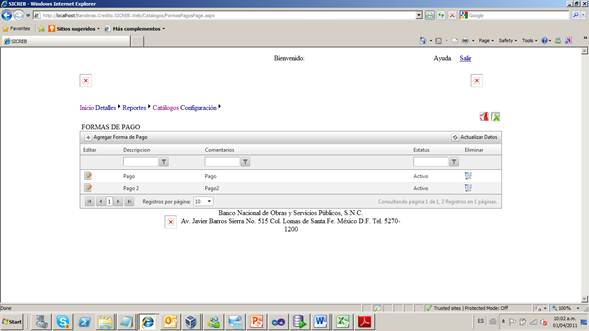 SICREB - Windows Internet Explorer
http://localhost/Banobras.Credito.SICREB.Web/Catalogos/FormasPagosPage.aspx
Google
Favorites
Sitios sugeridos
Más complementos
SICREB
Page
Safety
Tools
Bienvenido:
Ayuda
Salir
Inicio Detalles Reportes Catálogos Configuración
FORMAS DE PAGO
Agregar Forma de Pago
Actualizar Datos
Editar Descripcion Comentarios Estatus Eliminar
Pago Pago Activo
Pago 2 Pago2 Activo
1 Registros por página: 10
Consultando página 1 de 1, 2 Registros en 1 páginas.
Banco Nacional de Obras y Servicios Públicos, S.N.C.
Av. Javier Barros Sierra No. 515 Col. Lomas de Santa Fe. México D.F. Tel. 5270-
1200
Done
Trusted sites | Protected Mode: Off
100%
Start
ES
10:02 a.m.
01/04/2011